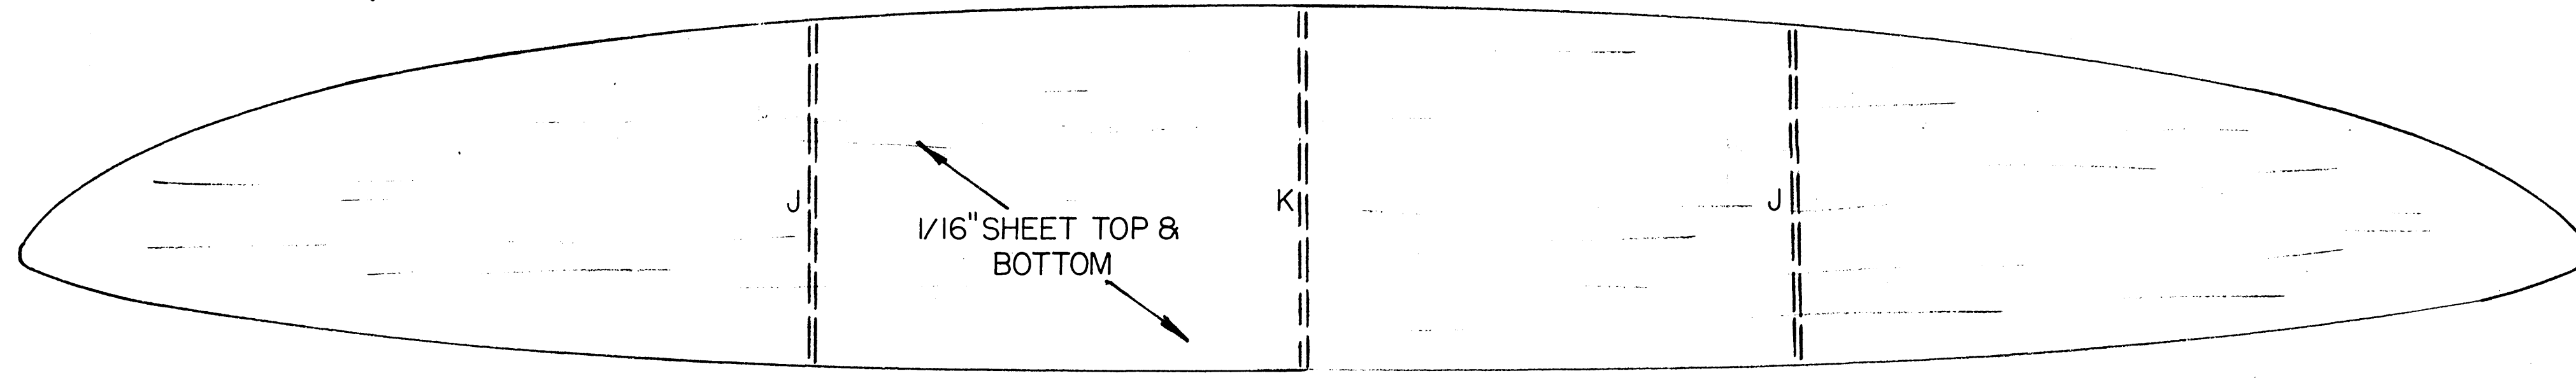 J
K
J
1/16" SHEET TOP &
BOTTOM